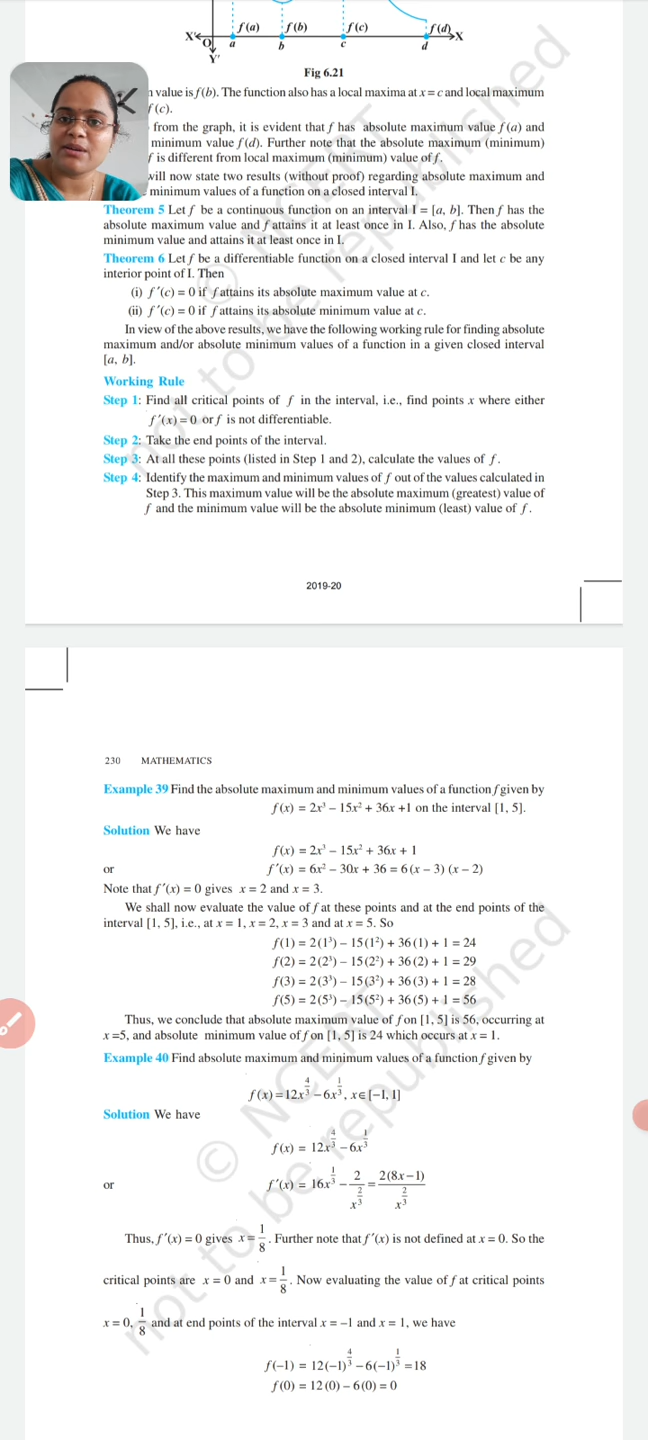 f(a) f(b) f(c) f(d)
X' O a b c d X
Y'
Fig 6.21
value is f(b). The function also has a local maxima at x = c and local maximum
f(c).
from the graph, it is evident that f has absolute maximum value f(a) and
minimum value f(d). Further note that the absolute maximum (minimum)
f is different from local maximum (minimum) value of f.
will now state two results (without proof) regarding absolute maximum and
minimum values of a function on a closed interval I.
Theorem 5 Let f be a continuous function on an interval I = [a, b]. Then f has the
absolute maximum value and f attains it at least once in I. Also, f has the absolute
minimum value and attains it at least once in I.
Theorem 6 Let f be a differentiable function on a closed interval I and let c be any
interior point of I. Then
(i) f′(c) = 0 if f attains its absolute maximum value at c.
(ii) f′(c) = 0 if f attains its absolute minimum value at c.
In view of the above results, we have the following working rule for finding absolute
maximum and/or absolute minimum values of a function in a given closed interval
[a, b].
Working Rule
Step 1: Find all critical points of f in the interval, i.e., find points x where either
f′(x) = 0 or f is not differentiable.
Step 2: Take the end points of the interval.
Step 3: At all these points (listed in Step 1 and 2), calculate the values of f.
Step 4: Identify the maximum and minimum values of f out of the values calculated in
Step 3. This maximum value will be the absolute maximum (greatest) value of
f and the minimum value will be the absolute minimum (least) value of f.
© NCERT
not to be republished
2019-20
230 MATHEMATICS
Example 39 Find the absolute maximum and minimum values of a function f given by
f(x) = 2x³ – 15x² + 36x +1 on the interval [1, 5].
Solution We have
f(x) = 2x³ – 15x² + 36x + 1
or f′(x) = 6x² – 30x + 36 = 6 (x – 3) (x – 2)
Note that f′(x) = 0 gives x = 2 and x = 3.
We shall now evaluate the value of f at these points and at the end points of the
interval [1, 5], i.e., at x = 1, x = 2, x = 3 and at x = 5. So
f(1) = 2(1³) – 15(1²) + 36 (1) + 1 = 24
f(2) = 2(2³) – 15(2²) + 36 (2) + 1 = 29
f(3) = 2(3³) – 15(3²) + 36 (3) + 1 = 28
f(5) = 2(5³) – 15(5²) + 36 (5) + 1 = 56
Thus, we conclude that absolute maximum value of f on [1, 5] is 56, occurring at
x =5, and absolute minimum value of f on [1, 5] is 24 which occurs at x = 1.
Example 40 Find absolute maximum and minimum values of a function f given by
f(x) = 12x^(4/3) – 6x^(1/3), x ∈ [–1, 1]
Solution We have
f(x) = 12x^(4/3) – 6x^(1/3)
or f′(x) = 16x^(1/3) – 2/x^(2/3) = 2(8x–1)/x^(2/3)
Thus, f′(x) = 0 gives x = 1/8. Further note that f′(x) is not defined at x = 0. So the
critical points are x = 0 and x = 1/8. Now evaluating the value of f at critical points
x = 0, 1/8 and at end points of the interval x = –1 and x = 1, we have
f(–1) = 12(–1)^(4/3) – 6(–1)^(1/3) = 18
f(0) = 12 (0) – 6 (0) = 0
© NCERT
not to be republished